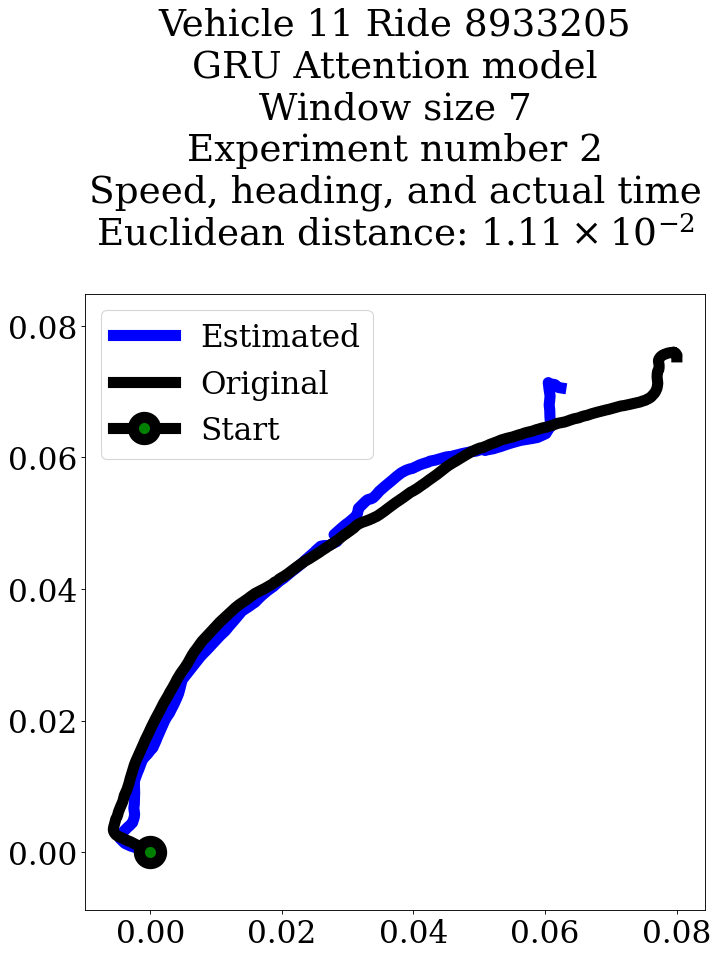 Vehicle 11 Ride 8933205
GRU Attention model
Window size 7
Experiment number 2
Speed, heading, and actual time
Euclidean distance: 1.11 × 10⁻²
Estimated
Original
Start
0.08
0.06
0.04
0.02
0.00
0.00 0.02 0.04 0.06 0.08